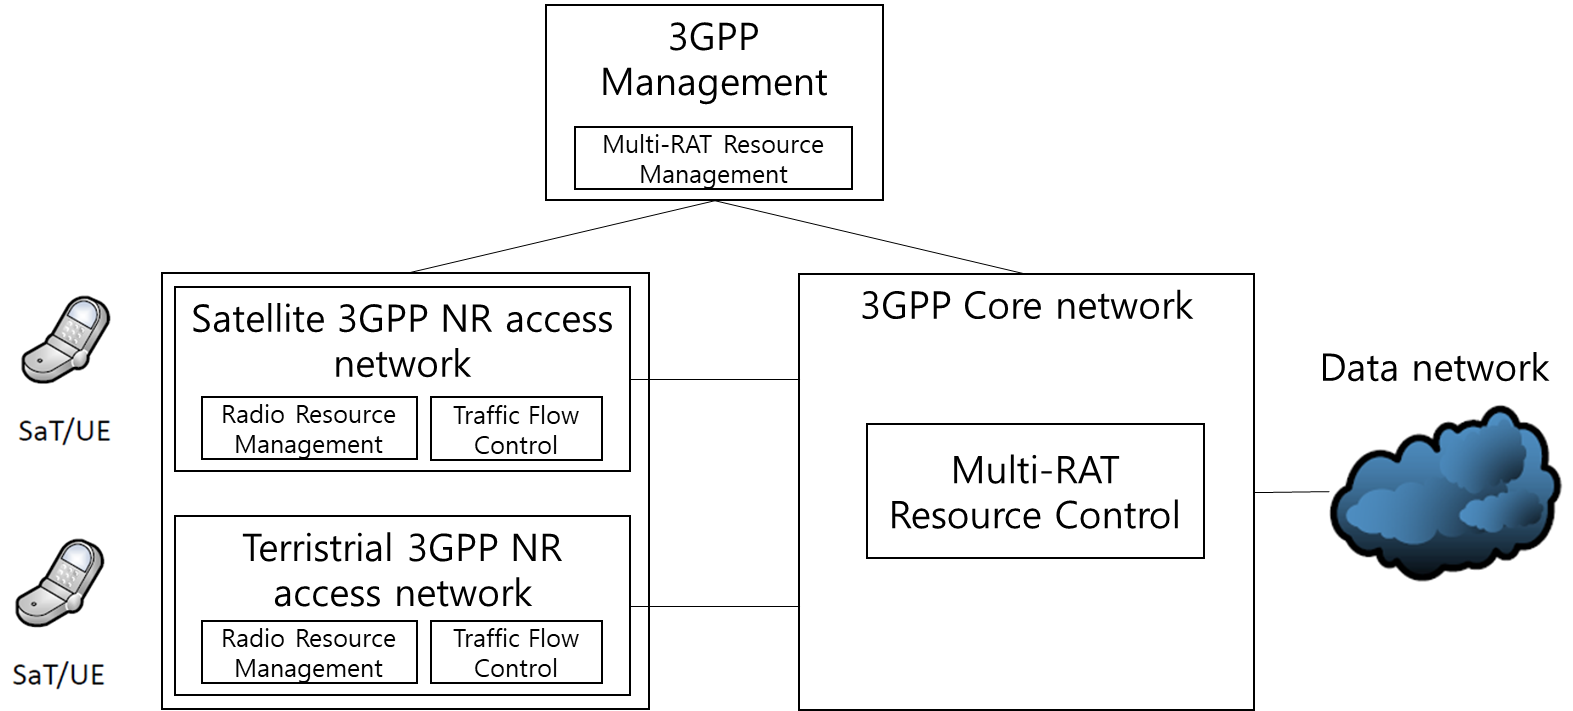 3GPP
Management
Multi-RAT Resource
Management
Satellite 3GPP NR access
network
Radio Resource
Management
Traffic Flow
Control
SaT/UE
Terristrial 3GPP NR
access network
Radio Resource
Management
Traffic Flow
Control
SaT/UE
3GPP Core network
Multi-RAT
Resource Control
Data network